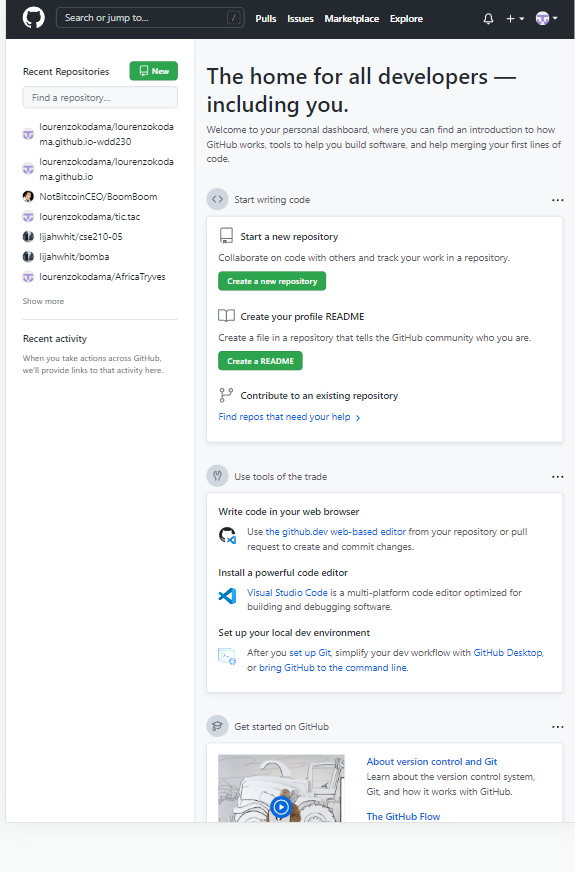 Search or jump to...
/
Pulls
Issues
Marketplace
Explore
Recent Repositories
New
Find a repository...
lourenzokodama/lourenzokoda
ma.github.io-wdd230
lourenzokodama/lourenzokoda
ma.github.io
NotBitcoinCEO/BoomBoom
lourenzokodama/tic.tac
lijahwhit/cse210-05
lijahwhit/bomba
lourenzokodama/AfricaTryves
Show more
Recent activity
When you take actions across GitHub,
we'll provide links to that activity here.
The home for all developers —
including you.
Welcome to your personal dashboard, where you can find an introduction to how
GitHub works, tools to help you build software, and help merging your first lines of
code.
Start writing code
Start a new repository
Collaborate on code with others and track your work in a repository.
Create a new repository
Create your profile README
Create a file in a repository that tells the GitHub community who you are.
Create a README
Contribute to an existing repository
Find repos that need your help
Use tools of the trade
Write code in your web browser
Use the github.dev web-based editor from your repository or pull
request to create and commit changes.
Install a powerful code editor
Visual Studio Code is a multi-platform code editor optimized for
building and debugging software.
Set up your local dev environment
After you set up Git, simplify your dev workflow with GitHub Desktop,
or bring GitHub to the command line.
Get started on GitHub
About version control and Git
Learn about the version control system,
Git, and how it works with GitHub.
The GitHub Flow